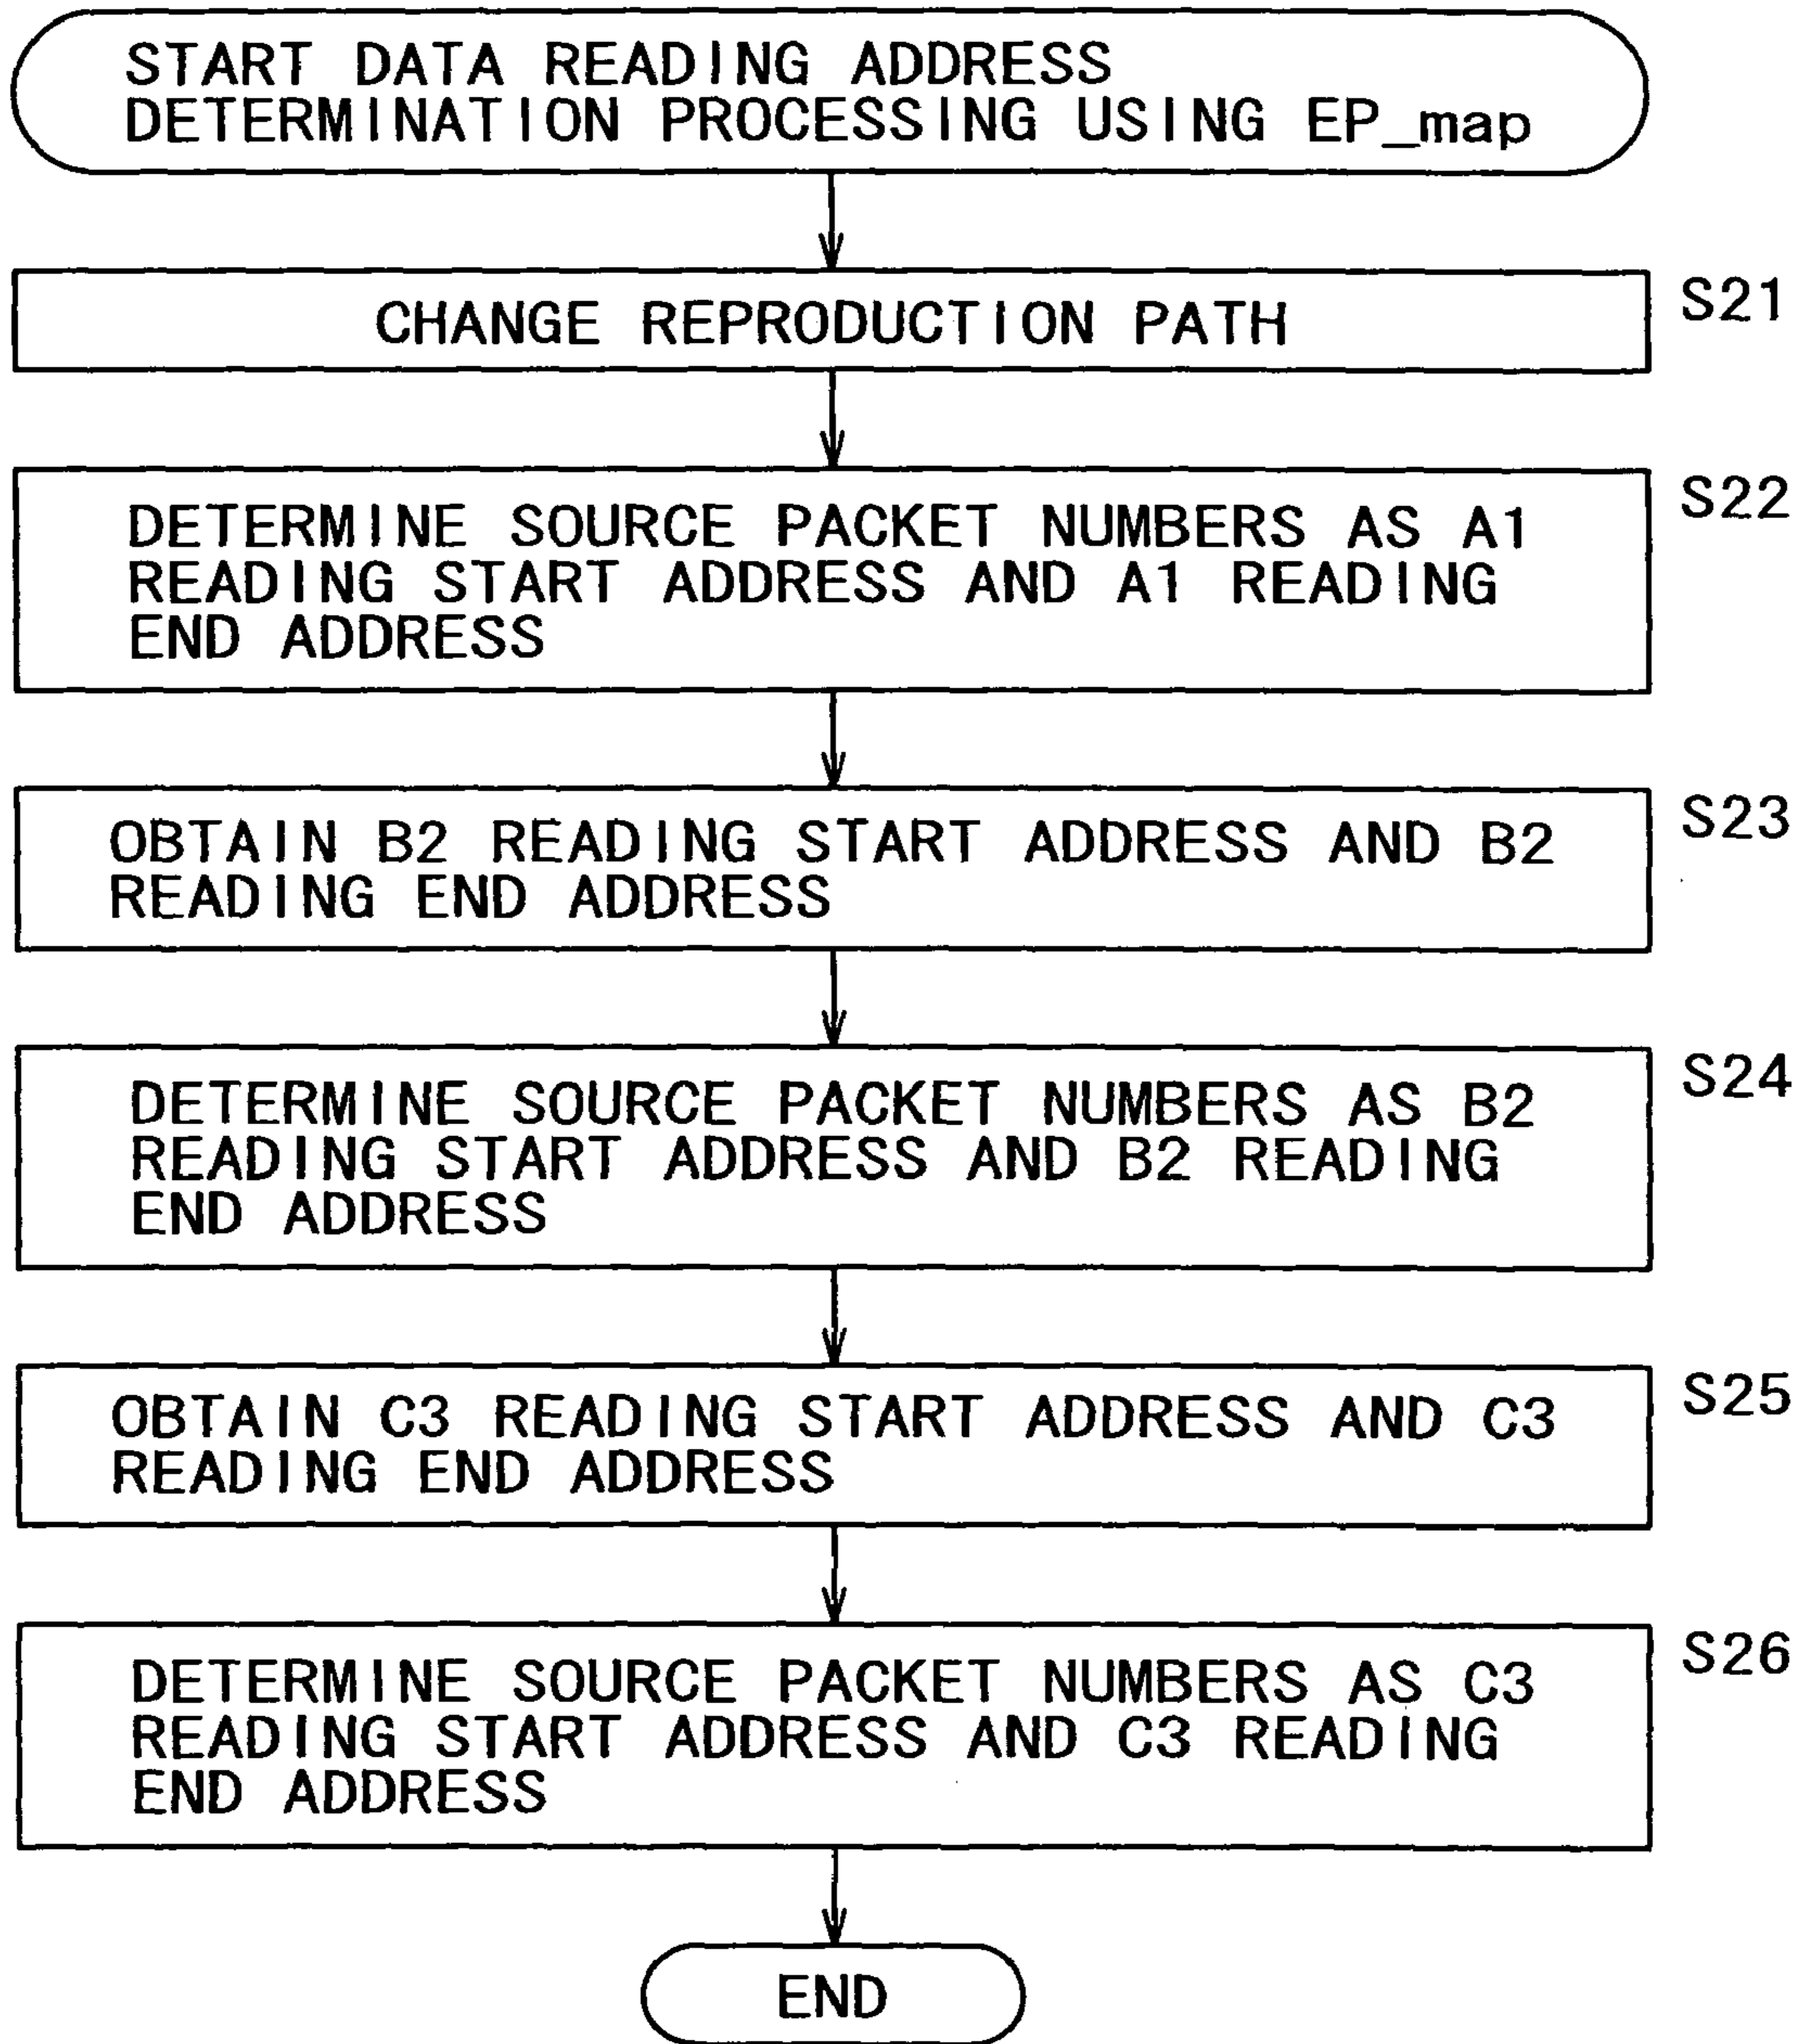 START DATA READING ADDRESS
DETERMINATION PROCESSING USING EP_map
S21
CHANGE REPRODUCTION PATH
S22
DETERMINE SOURCE PACKET NUMBERS AS A1
READING START ADDRESS AND A1 READING
END ADDRESS
S23
OBTAIN B2 READING START ADDRESS AND B2
READING END ADDRESS
S24
DETERMINE SOURCE PACKET NUMBERS AS B2
READING START ADDRESS AND B2 READING
END ADDRESS
S25
OBTAIN C3 READING START ADDRESS AND C3
READING END ADDRESS
S26
DETERMINE SOURCE PACKET NUMBERS AS C3
READING START ADDRESS AND C3 READING
END ADDRESS
END